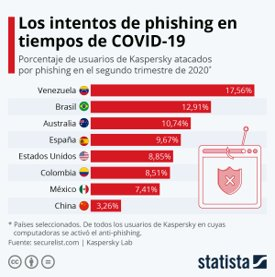 Los intentos de phishing en
tiempos de COVID-19
Porcentaje de usuarios de Kaspersky atacados
por phishing en el segundo trimestre de 2020*
Venezuela 17,56%
Brasil 12,91%
Australia 10,74%
España 9,67%
Estados Unidos 8,85%
Colombia 8,51%
México 7,41%
China 3,26%
* Países seleccionados. De todos los usuarios de Kaspersky en cuyas
computadoras se activó el anti-phishing.
Fuente: securelist.com | Kaspersky Lab
cc
statista